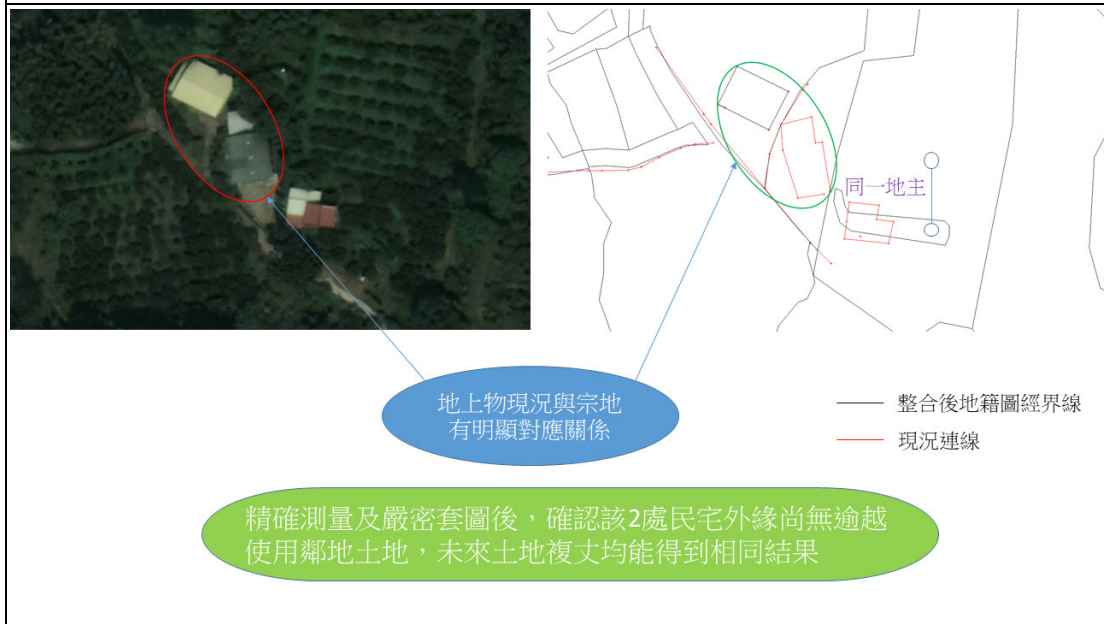 同一地主
地上物現況與宗地
有明顯對應關係
整合後地籍圖經界線
現況連線
精確測量及嚴密套圖後，確認該2處民宅外緣尚無逾越
使用鄰地土地，未來土地複丈均能得到相同結果